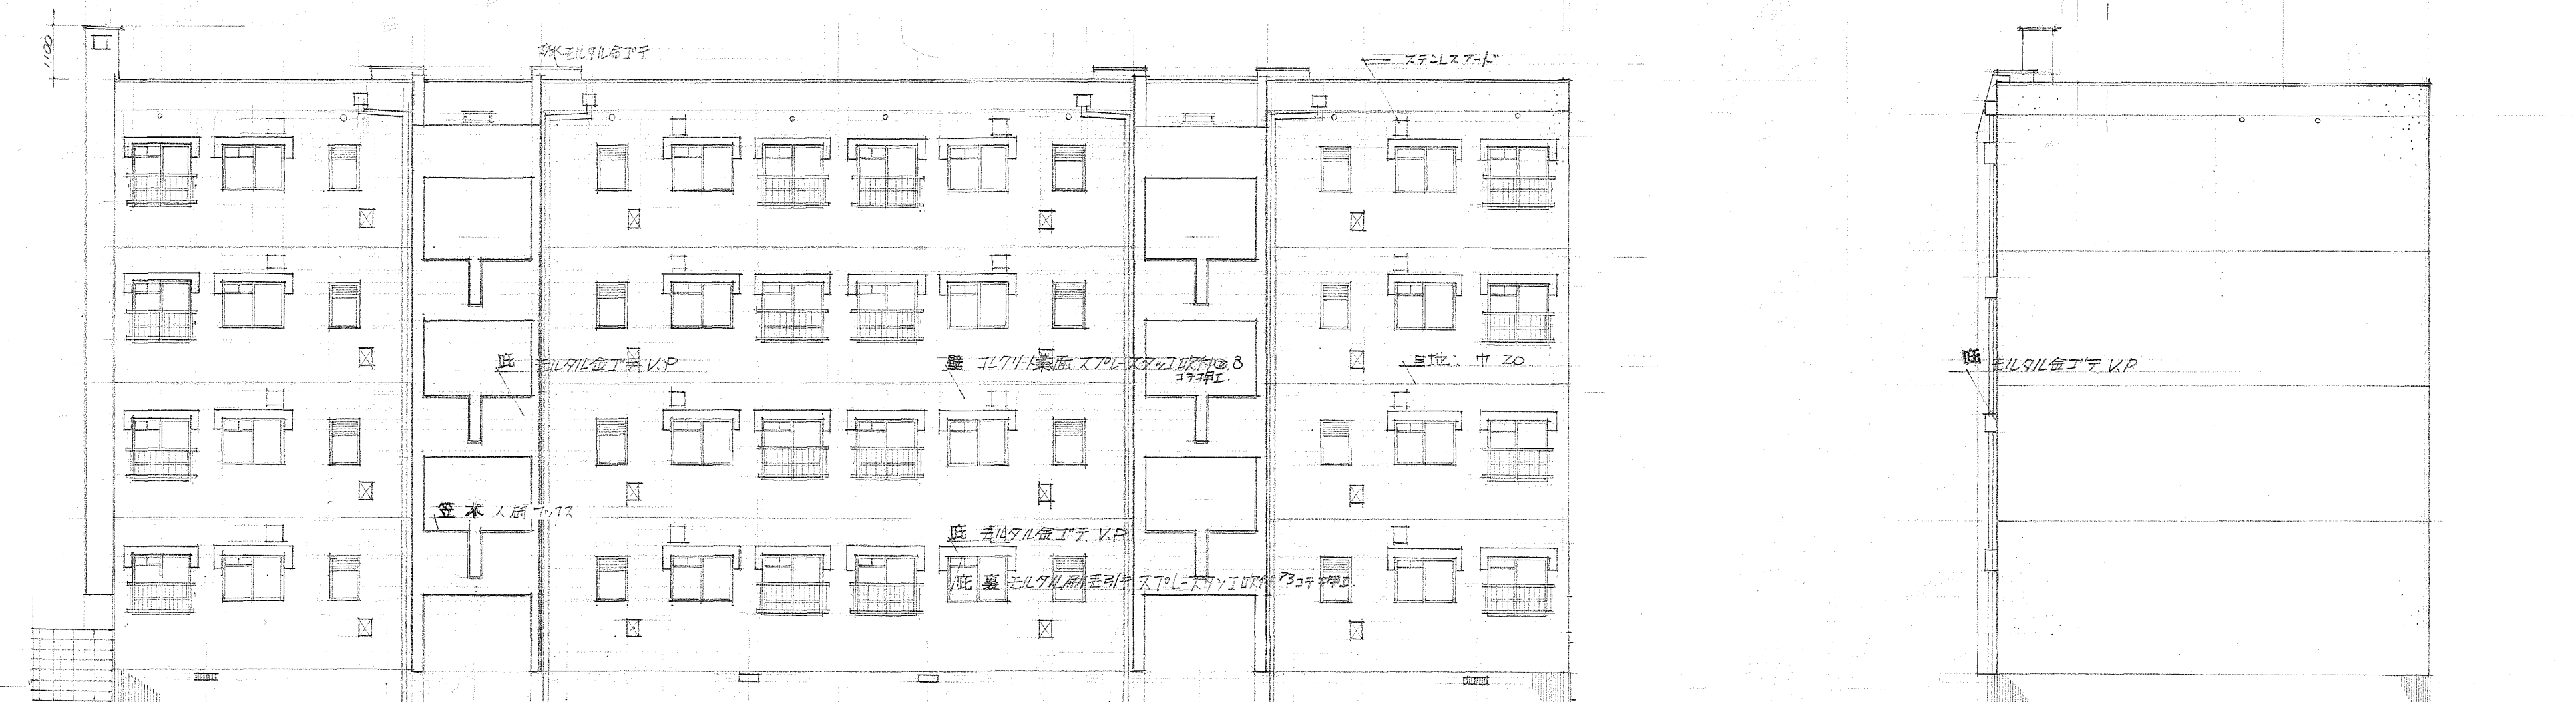 1,100
防水モルタル金ゴテ
ステンレスフード
庇 モルタル金ゴテ V.P
壁 コンクリート素面 スプレースタッコ吹付
コテ押エ.
目地: 巾 20
庇 モルタル金ゴテ V.P
笠木 人研ブックス
庇 モルタル金ゴテ V.P
庇裏 モルタル刷毛引キ スプレースタッコ吹付 コテ押エ.